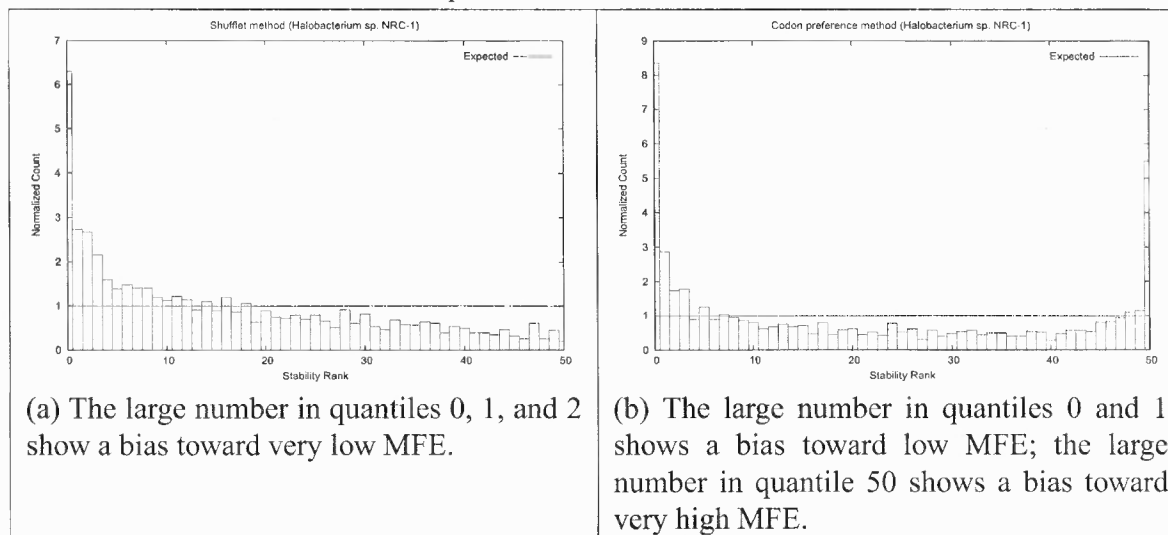 Shufflet method (Halobacterium sp. NRC-1)
7
6
5
4
3
2
1
0
Normalized Count
Expected
0
10
20
30
40
50
Stability Rank
(a) The large number in quantiles 0, 1, and 2
show a bias toward very low MFE.
Codon preference method (Halobacterium sp. NRC-1)
9
8
7
6
5
4
3
2
1
0
Normalized Count
Expected
0
10
20
30
40
50
Stability Rank
(b) The large number in quantiles 0 and 1
shows a bias toward low MFE; the large
number in quantile 50 shows a bias toward
very high MFE.